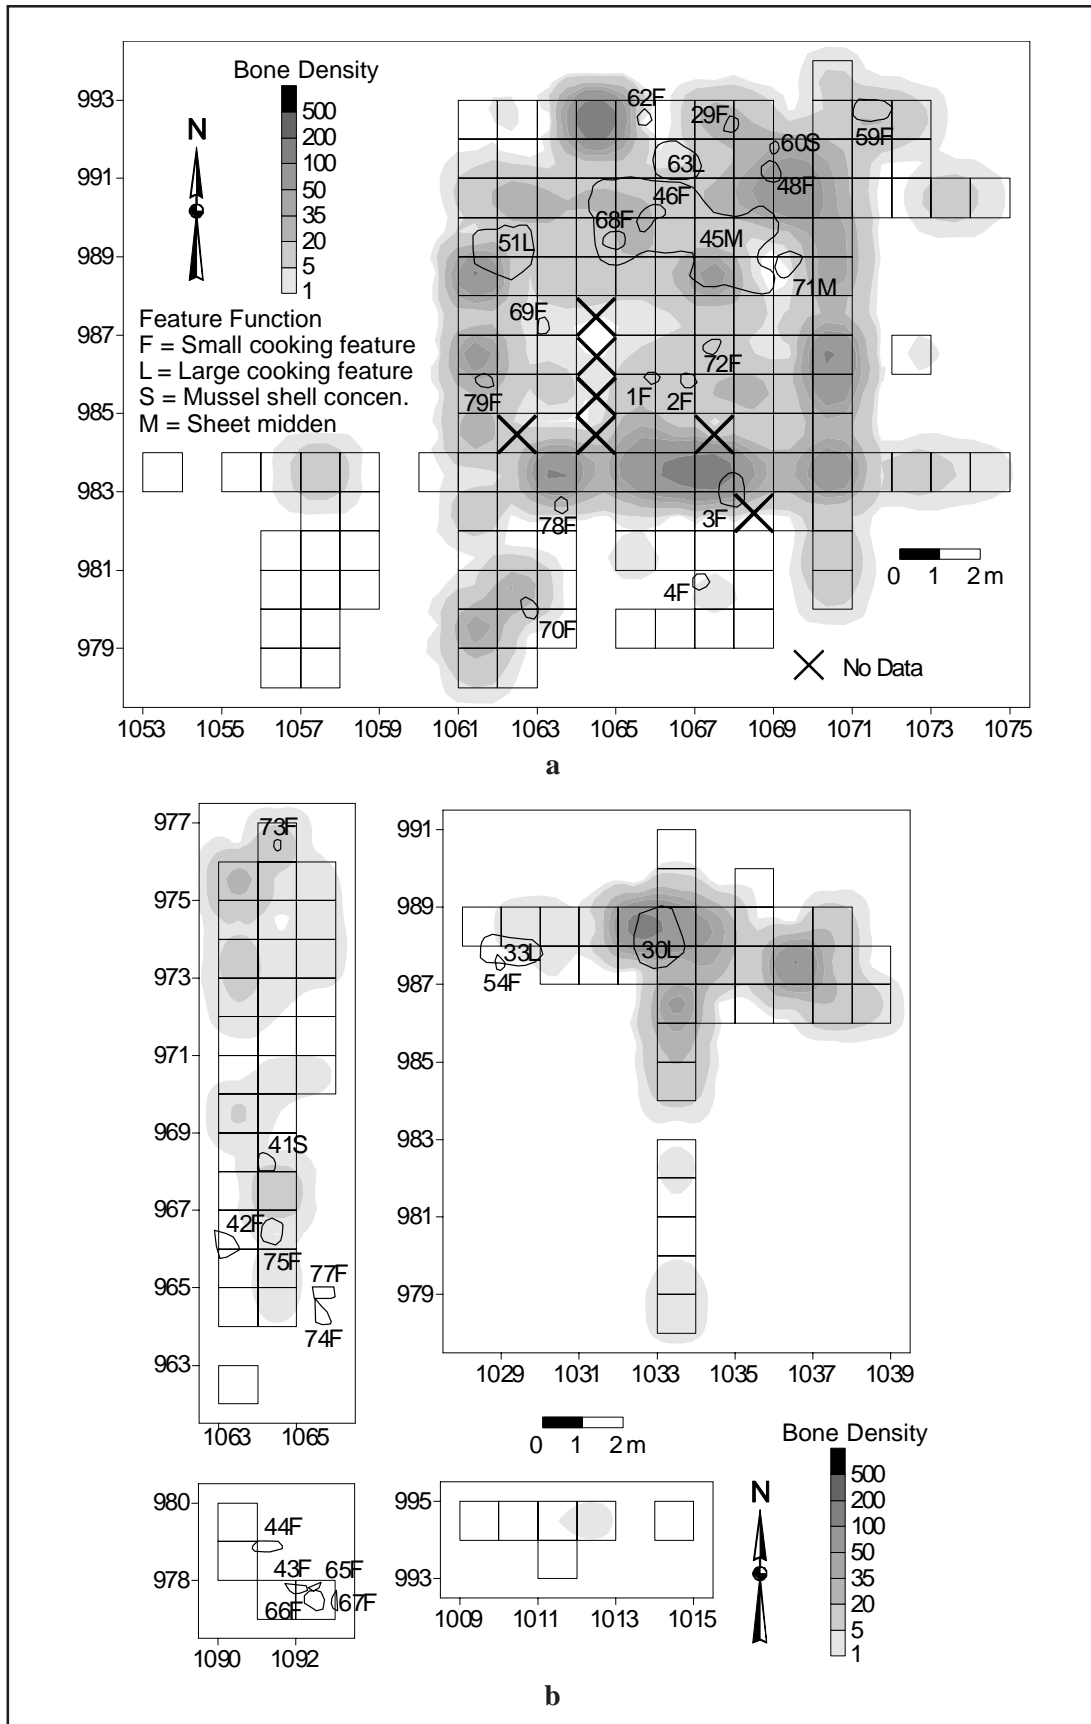 Bone Density
500
200
100
50
35
20
5
1
N
Feature Function
F = Small cooking feature
L = Large cooking feature
S = Mussel shell concen.
M = Sheet midden
993
991
989
987
985
983
981
979
62F
29F
60S
59F
63L
48F
46F
68F
51L
45M
71M
69F
72F
79F
1F
2F
78F
3F
4F
70F
0 1 2 m
No Data
1053 1055 1057 1059 1061 1063 1065 1067 1069 1071 1073 1075
a
977
975
973
971
969
967
965
963
73F
41S
42F
75F
77F
74F
1063 1065
991
989
987
985
983
981
979
33L
30L
54F
1029 1031 1033 1035 1037 1039
0 1 2 m
Bone Density
500
200
100
50
35
20
5
1
N
980
978
44F
43F
65F
66F
67F
1090 1092
995
993
1009 1011 1013 1015
b